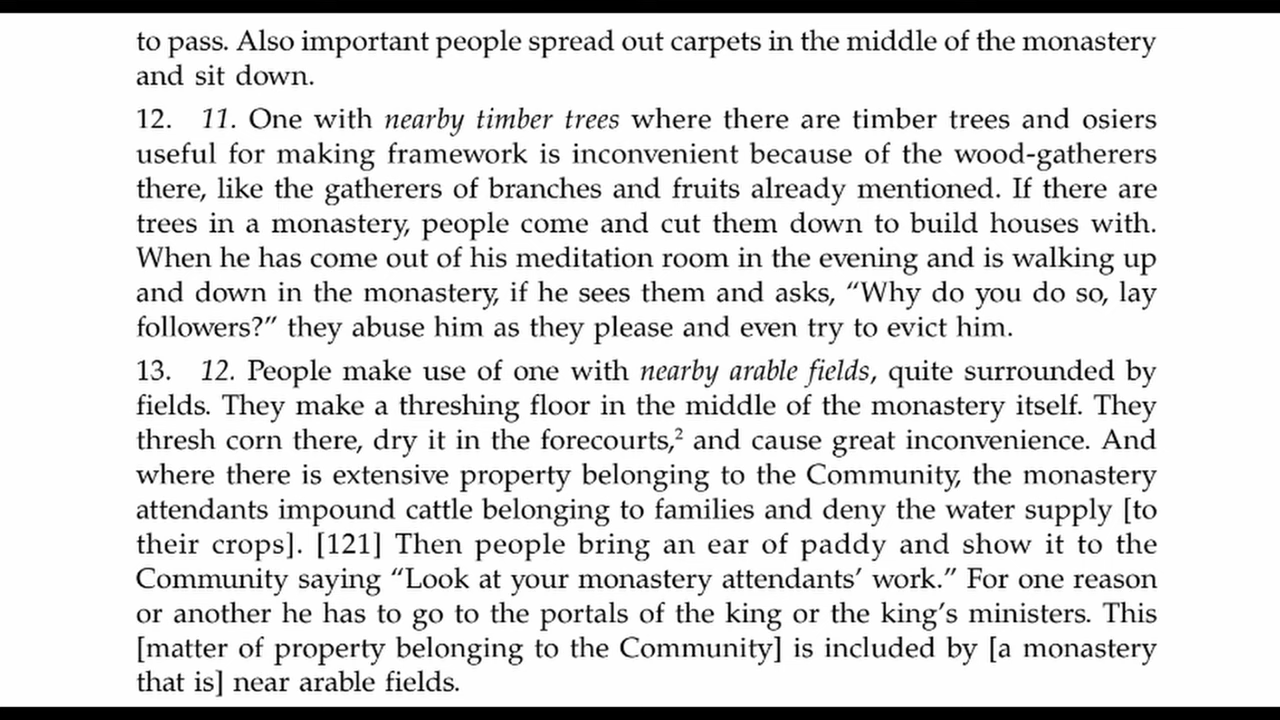 to pass. Also important people spread out carpets in the middle of the monastery
and sit down.
12. 11. One with nearby timber trees where there are timber trees and osiers
useful for making framework is inconvenient because of the wood-gatherers
there, like the gatherers of branches and fruits already mentioned. If there are
trees in a monastery, people come and cut them down to build houses with.
When he has come out of his meditation room in the evening and is walking up
and down in the monastery, if he sees them and asks, “Why do you do so, lay
followers?” they abuse him as they please and even try to evict him.
13. 12. People make use of one with nearby arable fields, quite surrounded by
fields. They make a threshing floor in the middle of the monastery itself. They
thresh corn there, dry it in the forecourts,² and cause great inconvenience. And
where there is extensive property belonging to the Community, the monastery
attendants impound cattle belonging to families and deny the water supply [to
their crops]. [121] Then people bring an ear of paddy and show it to the
Community saying “Look at your monastery attendants’ work.” For one reason
or another he has to go to the portals of the king or the king’s ministers. This
[matter of property belonging to the Community] is included by [a monastery
that is] near arable fields.